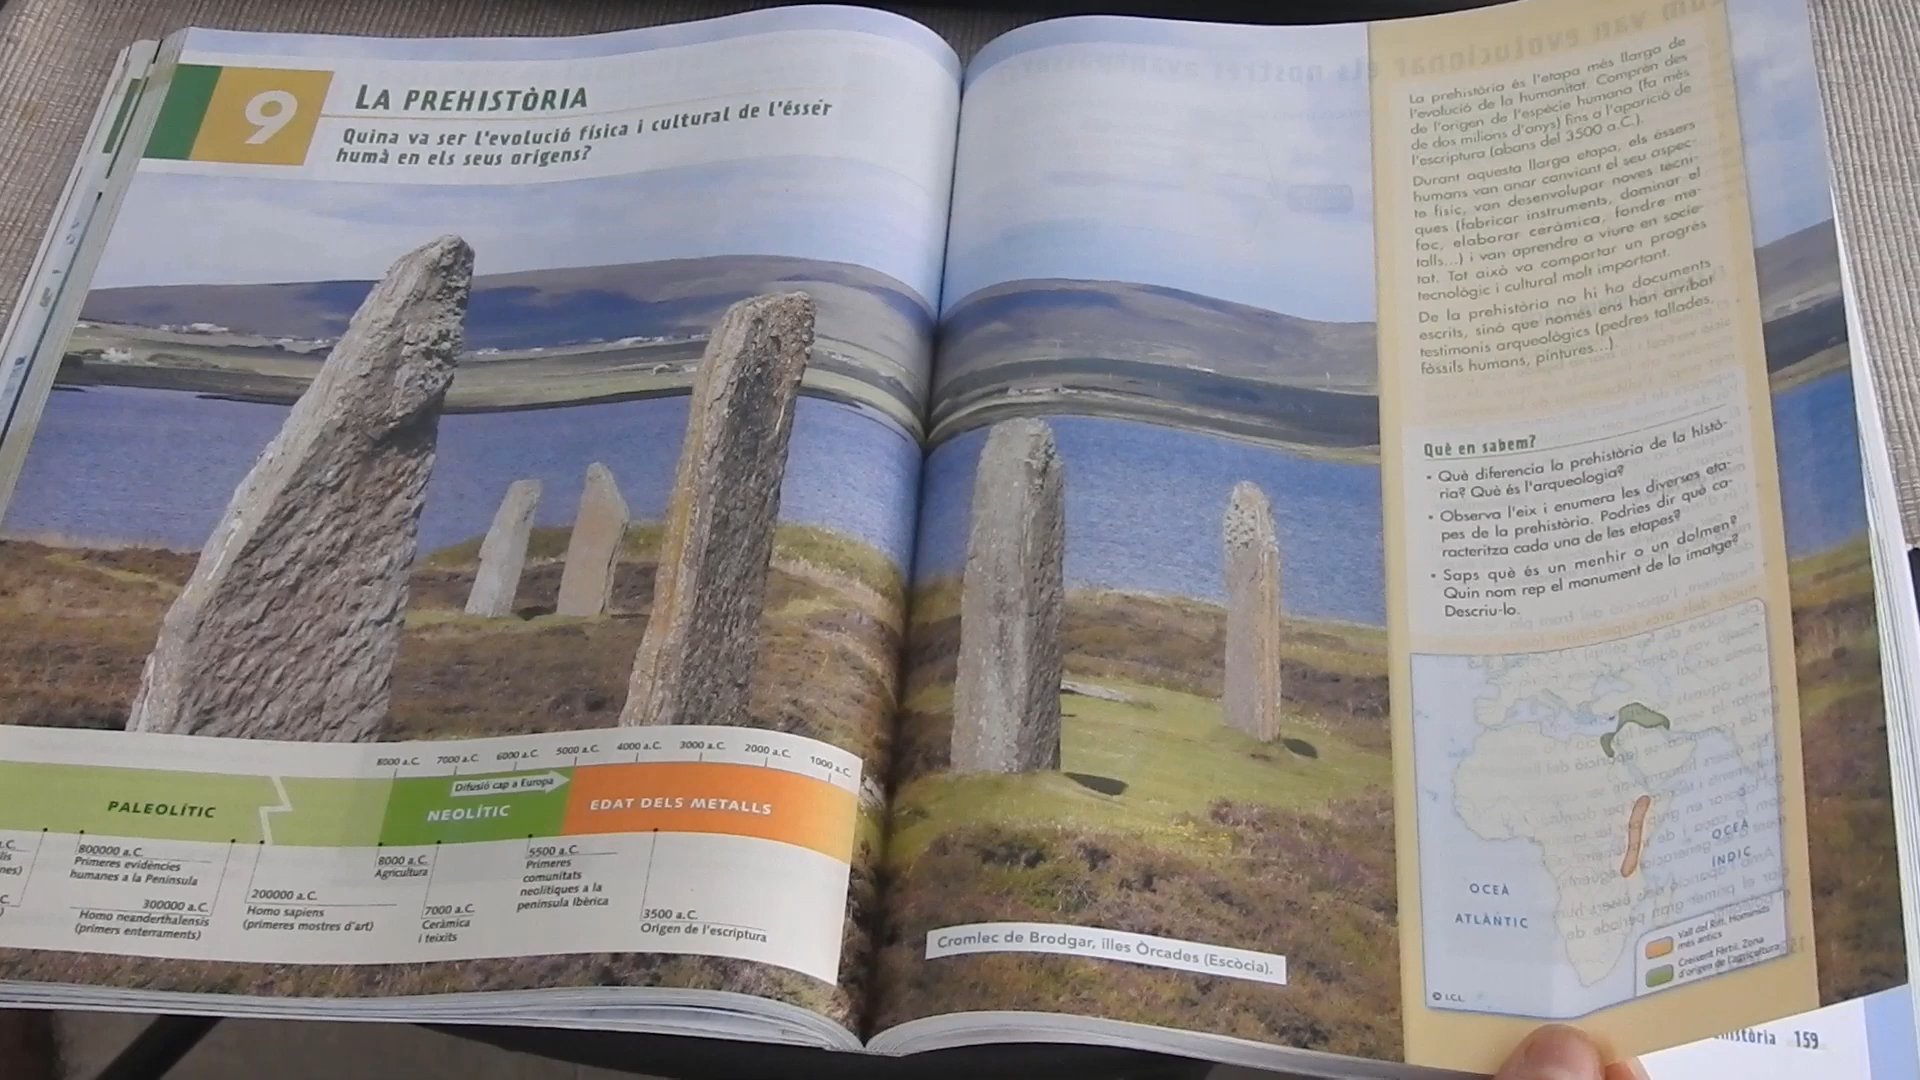 9
LA PREHISTÒRIA
Quina va ser l'evolució física i cultural de l'ésser
humà en els seus orígens?
8000 a.C. 7000 a.C. 6000 a.C. 5000 a.C. 4000 a.C. 3000 a.C. 2000 a.C. 1000 a.C.
Difusió cap a Europa
PALEOLÍTIC
NEOLÍTIC
EDAT DELS METALLS
800000 a.C.
Primeres evidències
humanes a la Península
300000 a.C.
Homo neanderthalensis
(primers enterraments)
200000 a.C.
Homo sapiens
(primeres mostres d'art)
8000 a.C.
Agricultura
7000 a.C.
Ceràmica
i teixits
5500 a.C.
Primeres
comunitats
neolítiques a la
península Ibèrica
3500 a.C.
Origen de l'escriptura
Cromlec de Brodgar, illes Òrcades (Escòcia).
La prehistòria és l'etapa més llarga de
l'evolució de la humanitat. Comprèn des
de l'origen de l'espècie humana (fa més
de dos milions d'anys) fins a l'aparició de
l'escriptura (abans del 3500 a.C.).
Durant aquesta llarga etapa, els éssers
humans van anar canviant el seu aspec-
te físic, van desenvolupar noves tècni-
ques (fabricar instruments, dominar el
foc, elaborar ceràmica, fondre me-
talls...) i van aprendre a viure en socie-
tat. Tot això va comportar un progrés
tecnològic i cultural molt important.
De la prehistòria no hi ha documents
escrits, sinó que només ens han arribat
testimonis arqueològics (pedres tallades,
fòssils humans, pintures...).
Què en sabem?
• Què diferencia la prehistòria de la histò-
ria? Què és l'arqueologia?
• Observa l'eix i enumera les diverses eta-
pes de la prehistòria. Podries dir què ca-
racteritza cada una de les etapes?
• Saps què és un menhir o un dolmen?
Quin nom rep el monument de la imatge?
Descriu-lo.
OCEÀ
ÍNDIC
OCEÀ
ATLÀNTIC
Vall del Rift. Homínids
més antics
Creixent Fèrtil. Zona
d'origen de l'agricultura
© I.C.L.
159